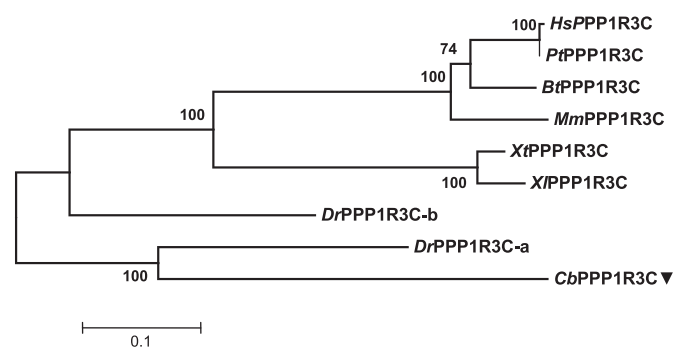 100 HsPPP1R3C
74 PtPPP1R3C
100 BtPPP1R3C
100 MmPPP1R3C
XtPPP1R3C
100 XlPPP1R3C
DrPPP1R3C-b
DrPPP1R3C-a
100 CbPPP1R3C▼
0.1